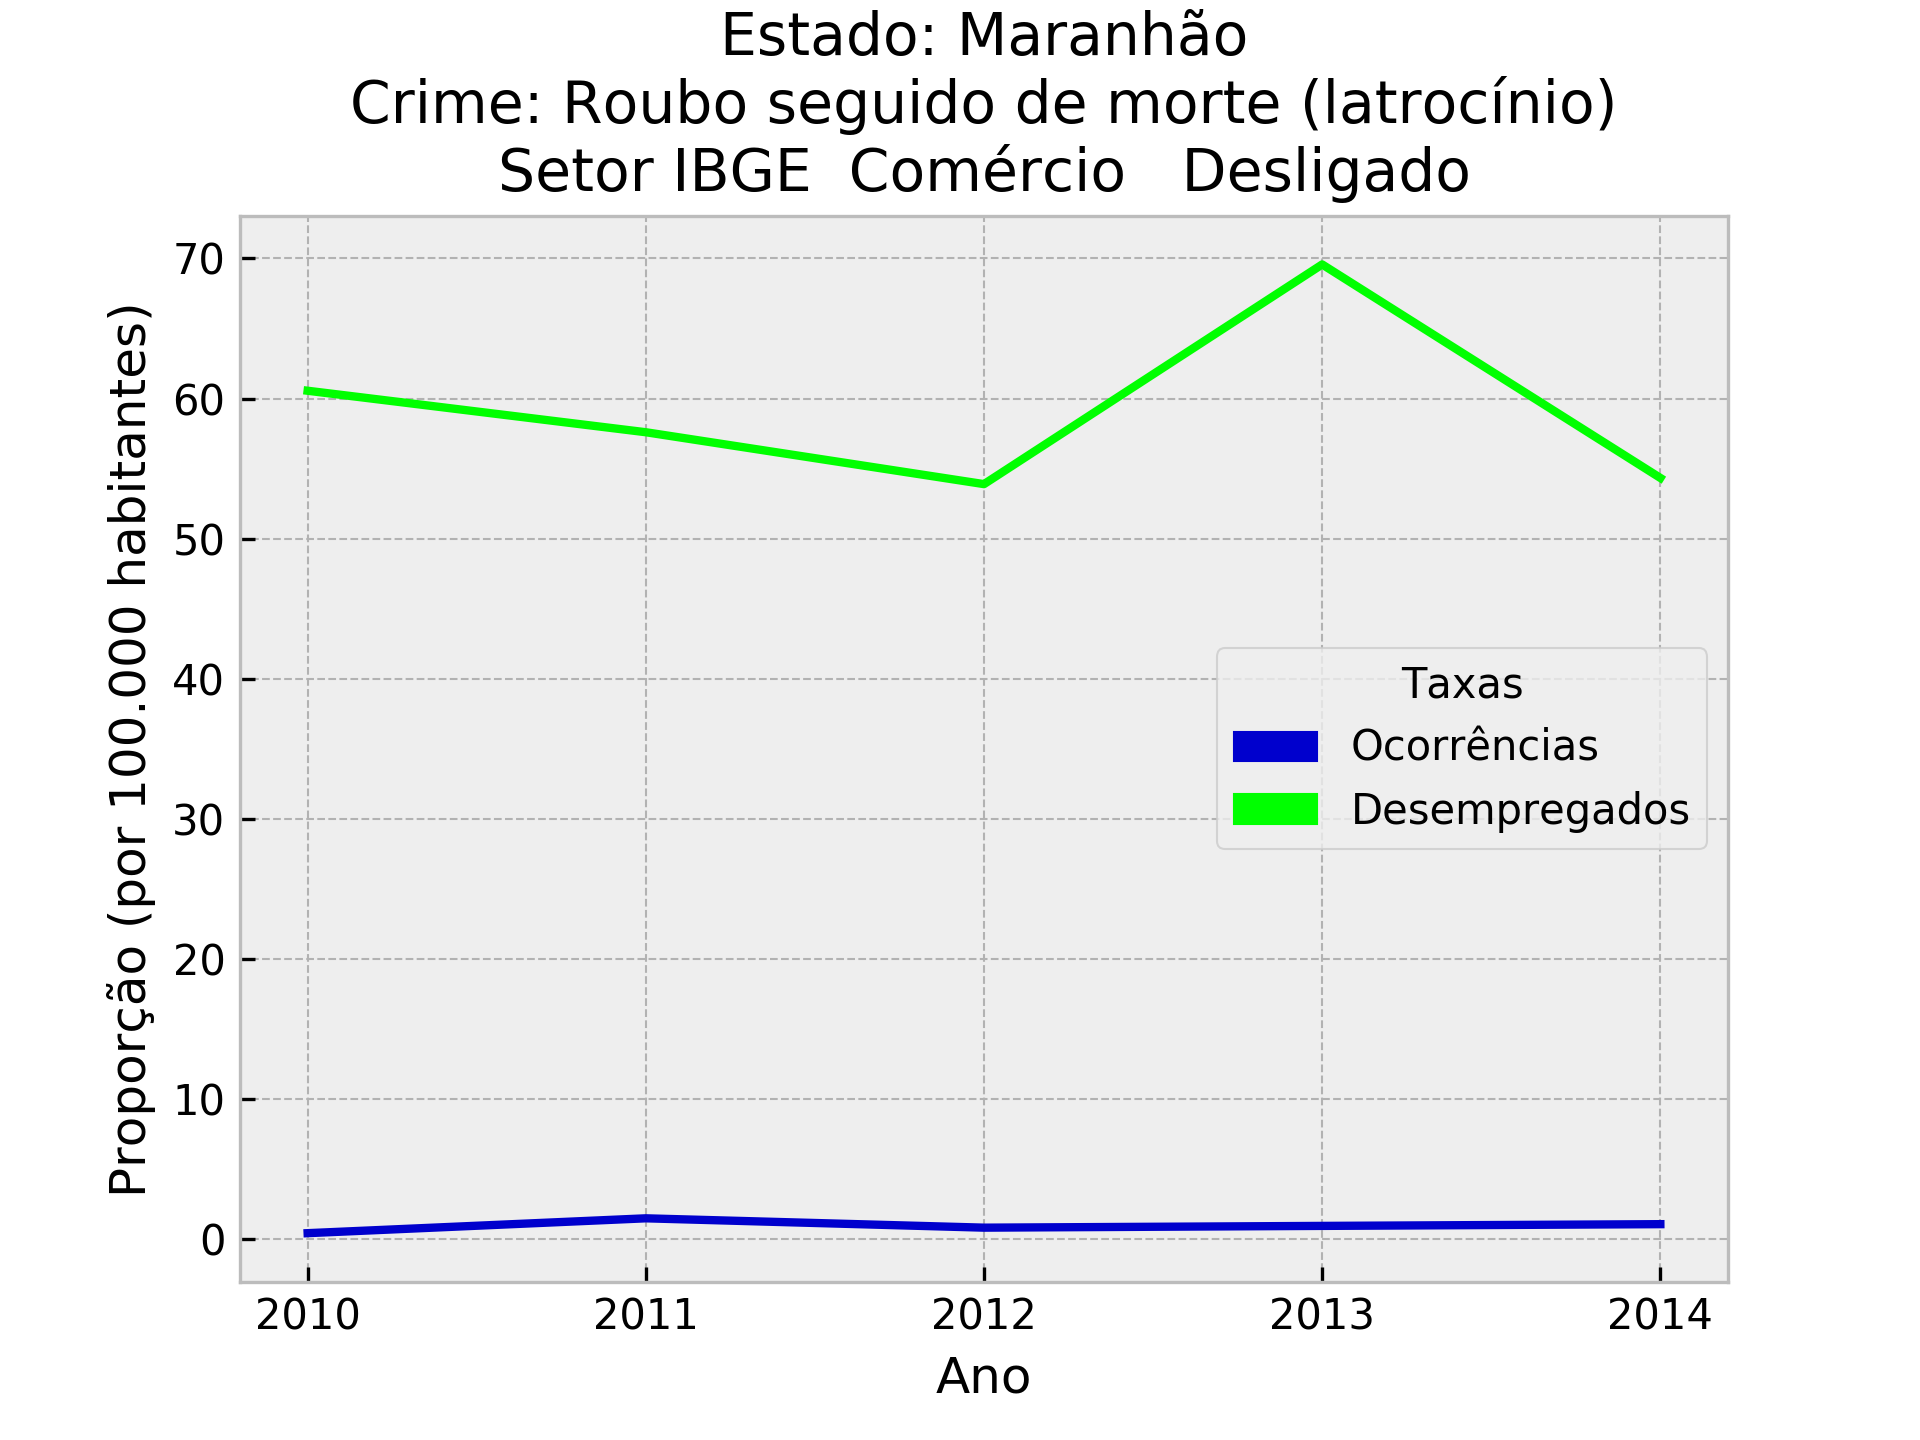 Estado: Maranhão
Crime: Roubo seguido de morte (latrocínio)
Setor IBGE  Comércio   Desligado
Proporção (por 100.000 habitantes)
70
60
50
40
30
20
10
0
Taxas
Ocorrências
Desempregados
2010 2011 2012 2013 2014
Ano